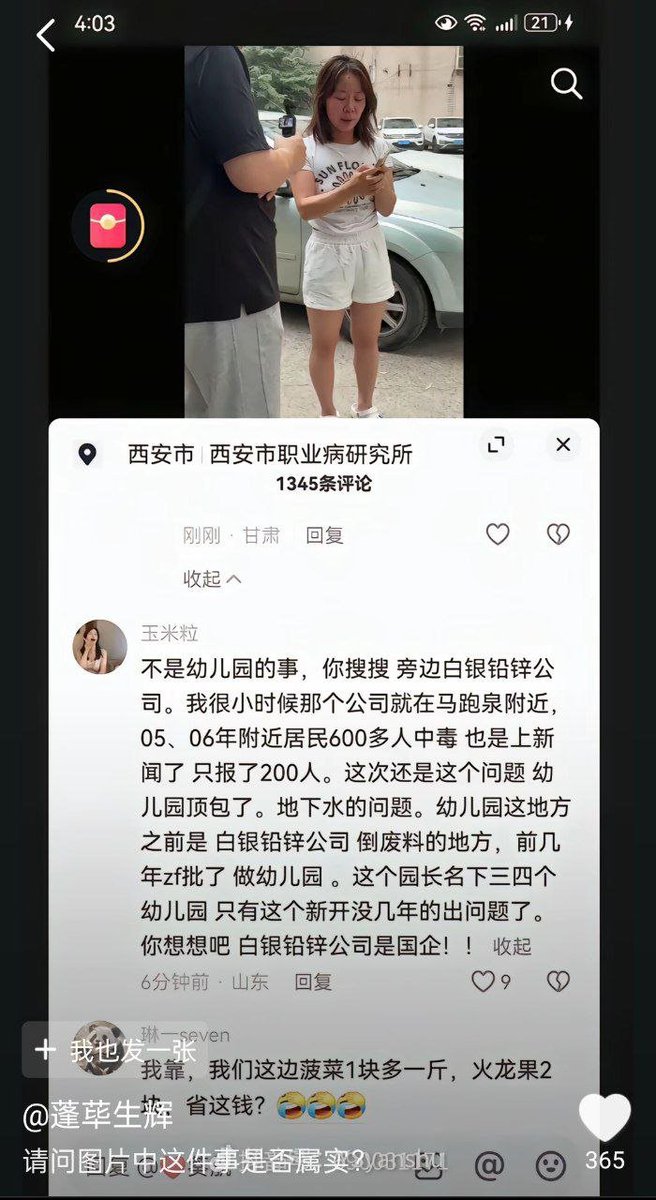 4:03
21
SUNFLO
西安市 | 西安市职业病研究所
1345条评论
刚刚 · 甘肃 回复
收起
玉米粒
不是幼儿园的事，你搜搜 旁边白银铅锌公
司。我很小时候那个公司就在马跑泉附近，
05、06年附近居民600多人中毒 也是上新
闻了 只报了200人。这次还是这个问题 幼
儿园顶包了。地下水的问题。幼儿园这地方
之前是 白银铅锌公司 倒废料的地方，前几
年zf批了 做幼儿园 。这个园长名下三四个
幼儿园 只有这个新开没几年的出问题了。
你想想吧 白银铅锌公司是国企！！ 收起
6分钟前 · 山东 回复
9
琳一seven
+ 我也发一张
我靠，我们这边菠菜1块多一斤，火龙果2
块，省这钱？
@蓬荜生辉
请问图片中这件事是否属实?
回复 @
365